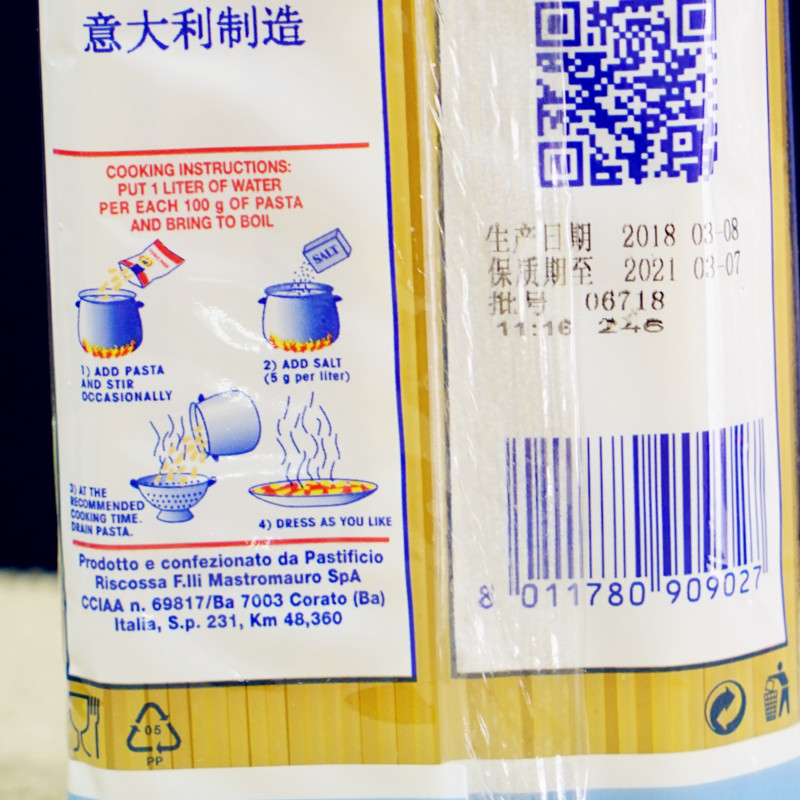 意大利制造
COOKING INSTRUCTIONS:
PUT 1 LITER OF WATER
PER EACH 100 g OF PASTA
AND BRING TO BOIL
SALT
1) ADD PASTA
AND STIR
OCCASIONALLY
2) ADD SALT
(5 g per liter)
3) AT THE
RECOMMENDED
COOKING TIME.
DRAIN PASTA.
4) DRESS AS YOU LIKE
Prodotto e confezionato da Pastificio
Riscossa F.lli Mastromauro SpA
CCIAA n. 69817/Ba 7003 Corato (Ba)
Italia, S.p. 231, Km 48,360
05
PP
生产日期 2018 03-08
保质期至 2021 03-07
批号 06718
11:16 246
8 011780 909027